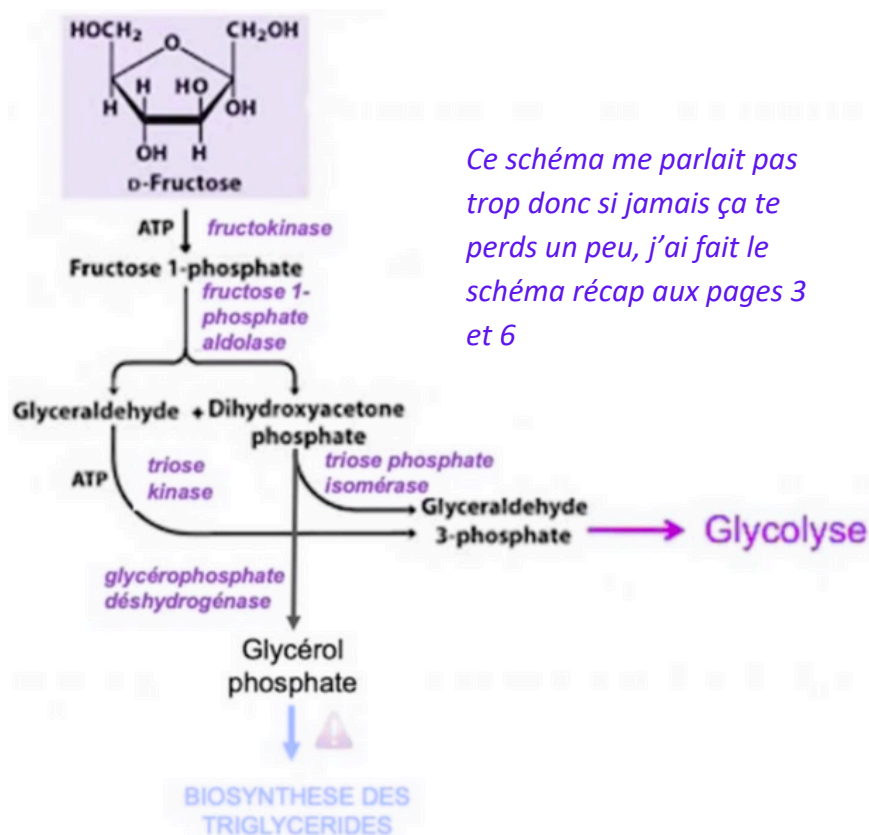 HOCH₂
O
CH₂OH
H
HO
H
OH
OH
H
D-Fructose
ATP
fructokinase
Fructose 1-phosphate
fructose 1-
phosphate
aldolase
Ce schéma me parlait pas
trop donc si jamais ça te
perds un peu, j'ai fait le
schéma récap aux pages 3
et 6
Glyceraldehyde + Dihydroxyacetone
phosphate
ATP
triose
kinase
triose phosphate
isomérase
Glyceraldehyde
3-phosphate
Glycolyse
glycérophosphate
déshydrogénase
Glycérol
phosphate
BIOSYNTHESE DES
TRIGLYCERIDES